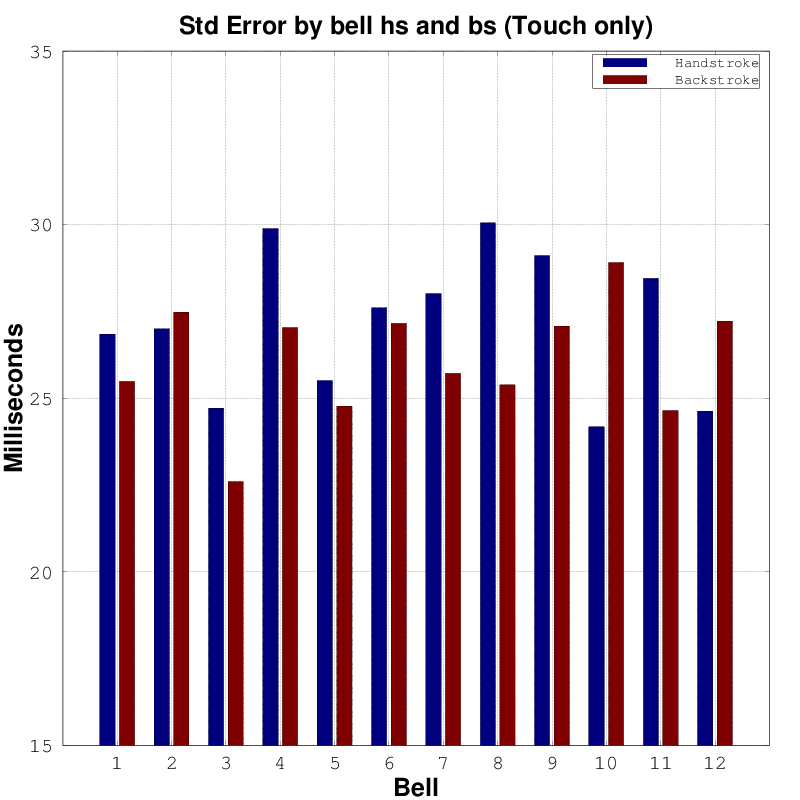 Std Error by bell hs and bs (Touch only)
35
Handstroke
Backstroke
30
25
20
15
Milliseconds
1 2 3 4 5 6 7 8 9 10 11 12
Bell